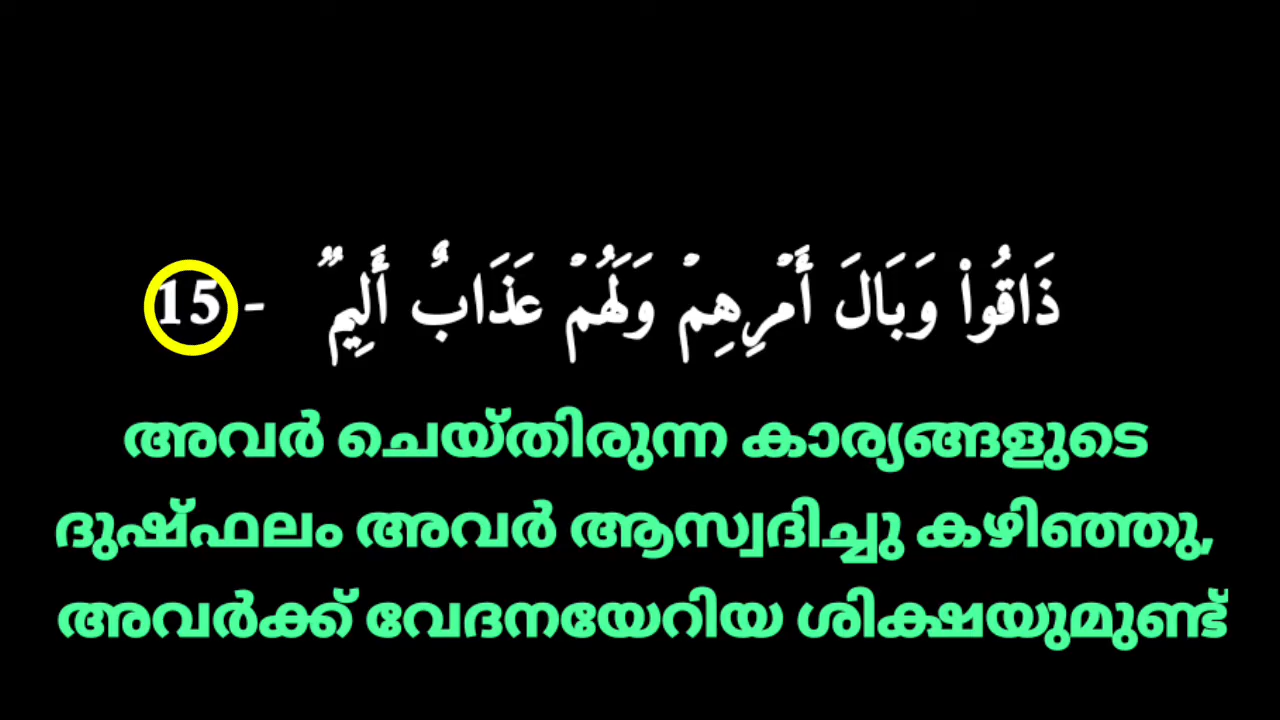 ذَاقُوا۟ وَبَالَ أَمۡرِهِمۡ وَلَهُمۡ عَذَابٌ أَلِيمٌ - 15
അവർ ചെയ്തിരുന്ന കാര്യങ്ങളുടെ
ദുഷ്ഫലം അവർ ആസ്വദിച്ചു കഴിഞ്ഞു,
അവർക്ക് വേദനയേറിയ ശിക്ഷയുമുണ്ട്